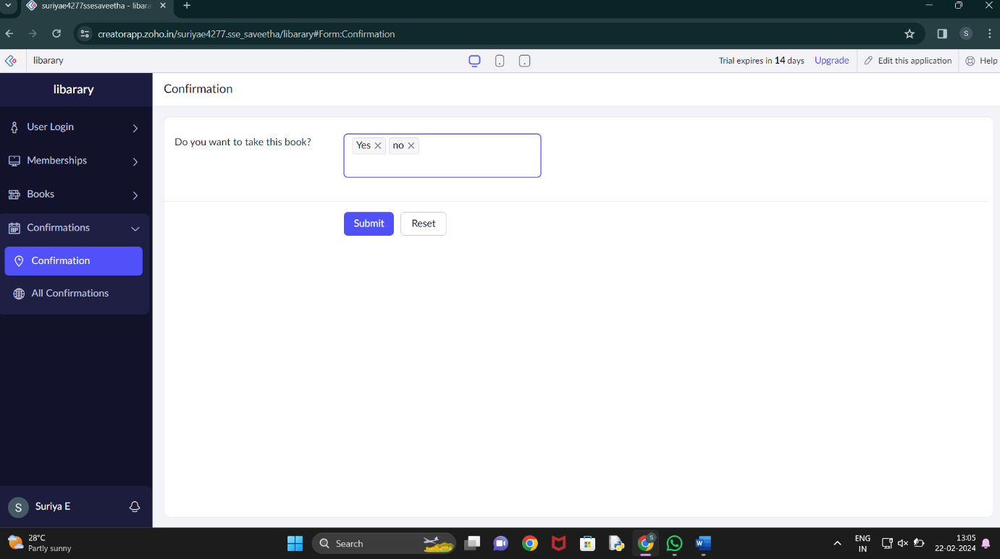 suriyae4277ssesaveetha - libara
creatorapp.zoho.in/suriyae4277.sse_saveetha/libarary#Form:Confirmation
S
libarary
Trial expires in 14 days
Upgrade
Edit this application
Help
libarary
Confirmation
User Login
Memberships
Books
Confirmations
Confirmation
All Confirmations
Do you want to take this book?
Yes
no
Submit
Reset
S
Suriya E
28°C
Partly sunny
Search
S
W
ENG
IN
13:05
22-02-2024